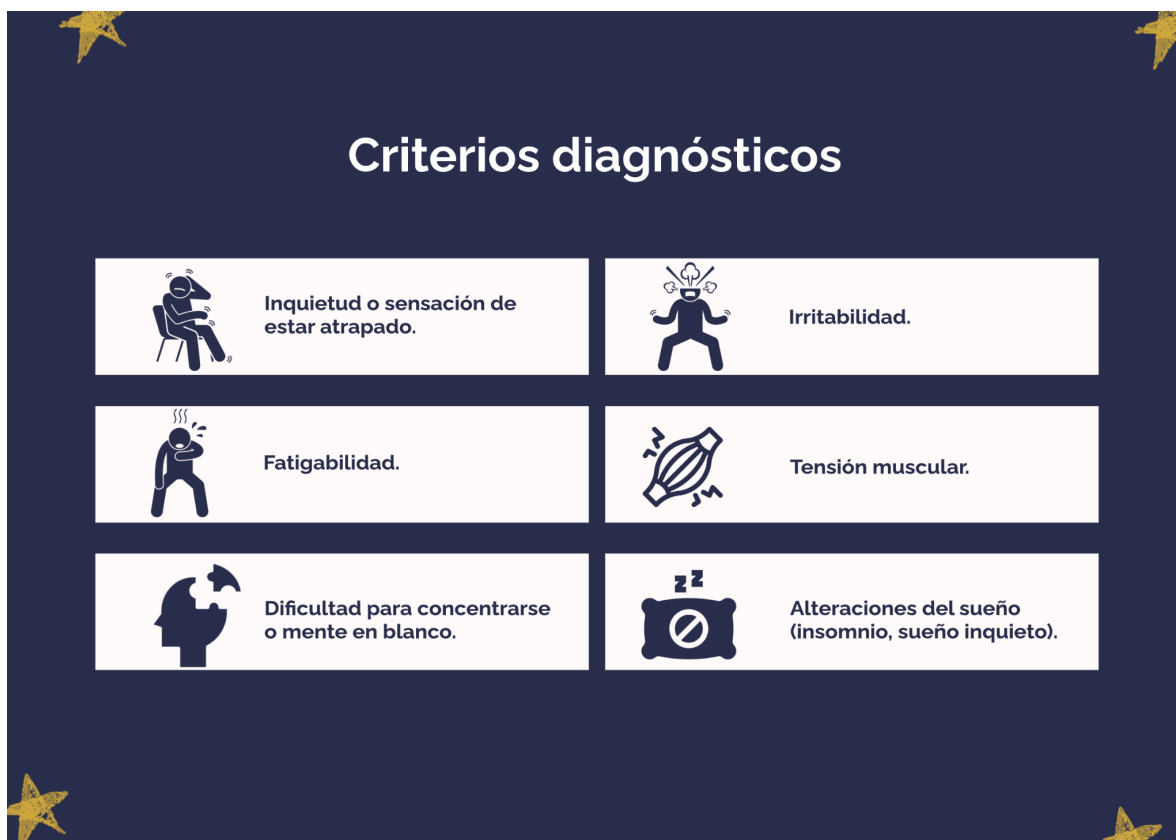 Criterios diagnósticos
Inquietud o sensación de
estar atrapado.
Irritabilidad.
Fatigabilidad.
Tensión muscular.
Dificultad para concentrarse
o mente en blanco.
z z
Alteraciones del sueño
(insomnio, sueño inquieto).